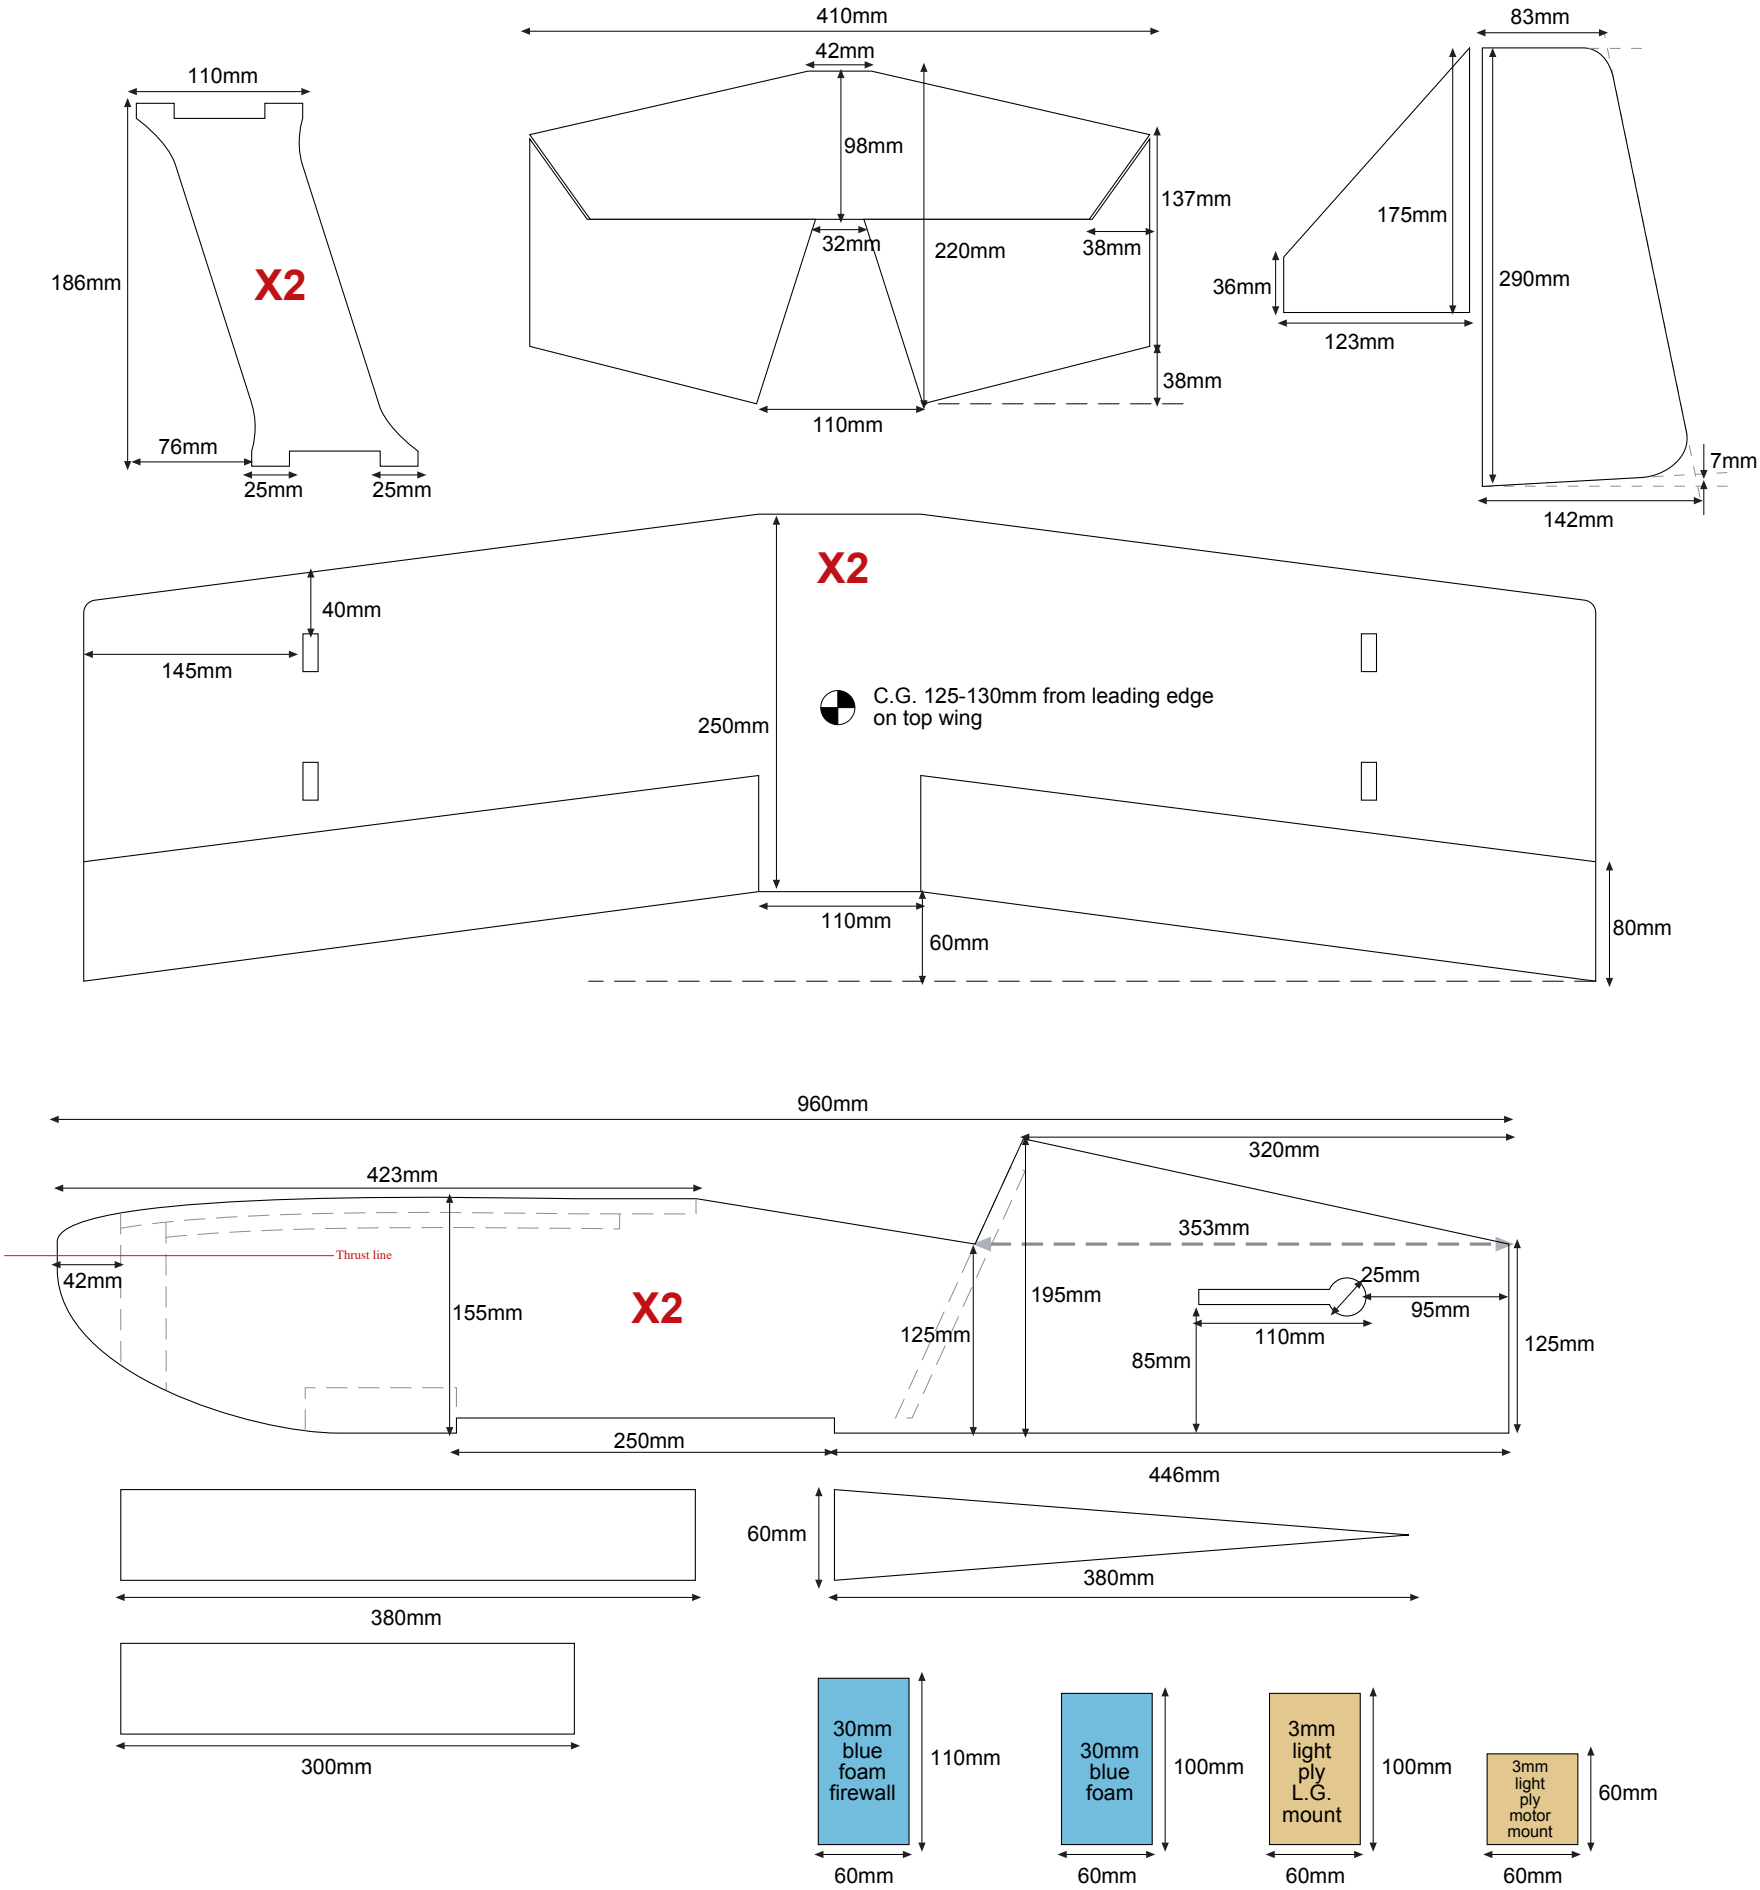 410mm
83mm
42mm
110mm
98mm
137mm
175mm
32mm
220mm
38mm
186mm
X2
36mm
290mm
123mm
38mm
76mm
110mm
25mm
25mm
7mm
142mm
X2
40mm
145mm
C.G. 125-130mm from leading edge
on top wing
250mm
110mm
60mm
80mm
960mm
320mm
423mm
353mm
Thrust line
42mm
25mm
155mm
X2
195mm
95mm
125mm
110mm
85mm
125mm
250mm
446mm
60mm
380mm
380mm
300mm
30mm
blue
foam
firewall
110mm
60mm
30mm
blue
foam
100mm
60mm
3mm
light
ply
L.G.
mount
100mm
60mm
3mm
light
ply
motor
mount
60mm
60mm